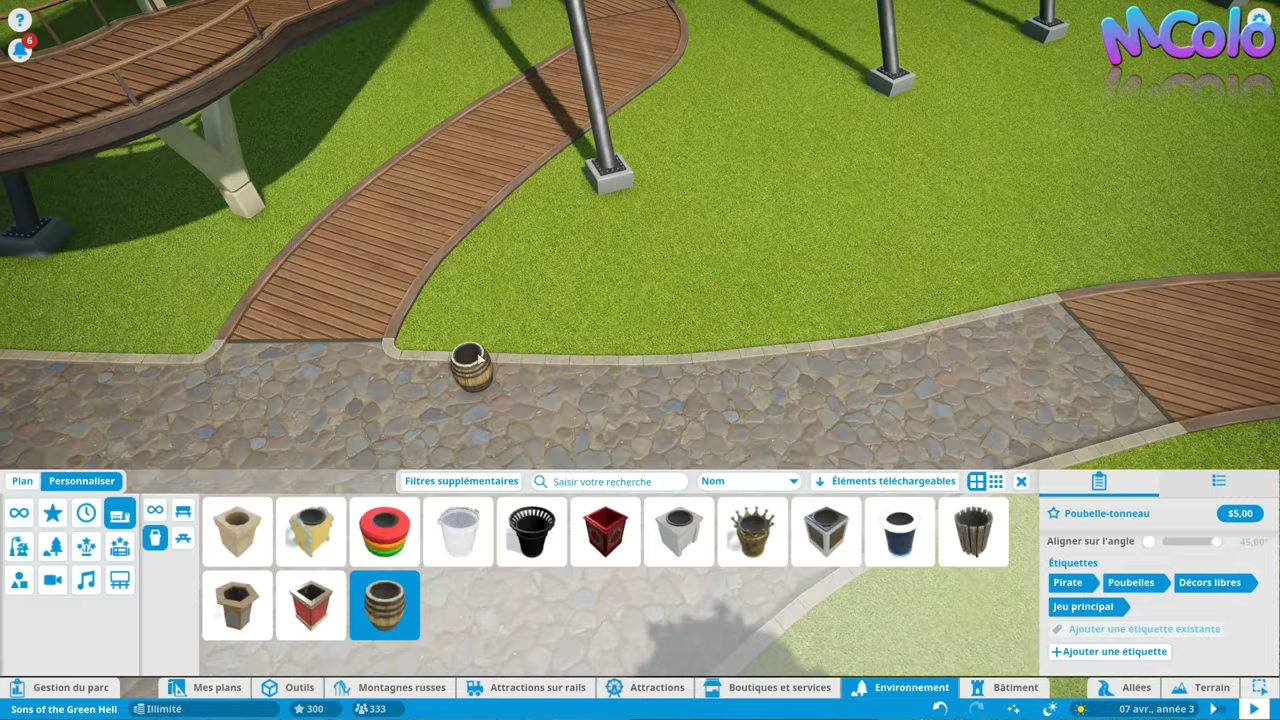 ?
6
MColo
Plan
Personnaliser
Filtres supplémentaires
Saisir votre recherche
Nom
Éléments téléchargeables
Poubelle-tonneau
$5,00
Aligner sur l'angle
45,00°
Étiquettes
Pirate
Poubelles
Décors libres
Jeu principal
Ajouter une étiquette existante
+Ajouter une étiquette
Gestion du parc
Mes plans
Outils
Montagnes russes
Attractions sur rails
Attractions
Boutiques et services
Environnement
Bâtiment
Allées
Terrain
Sons of the Green Hell
Illimité
300
333
07 avr., année 3